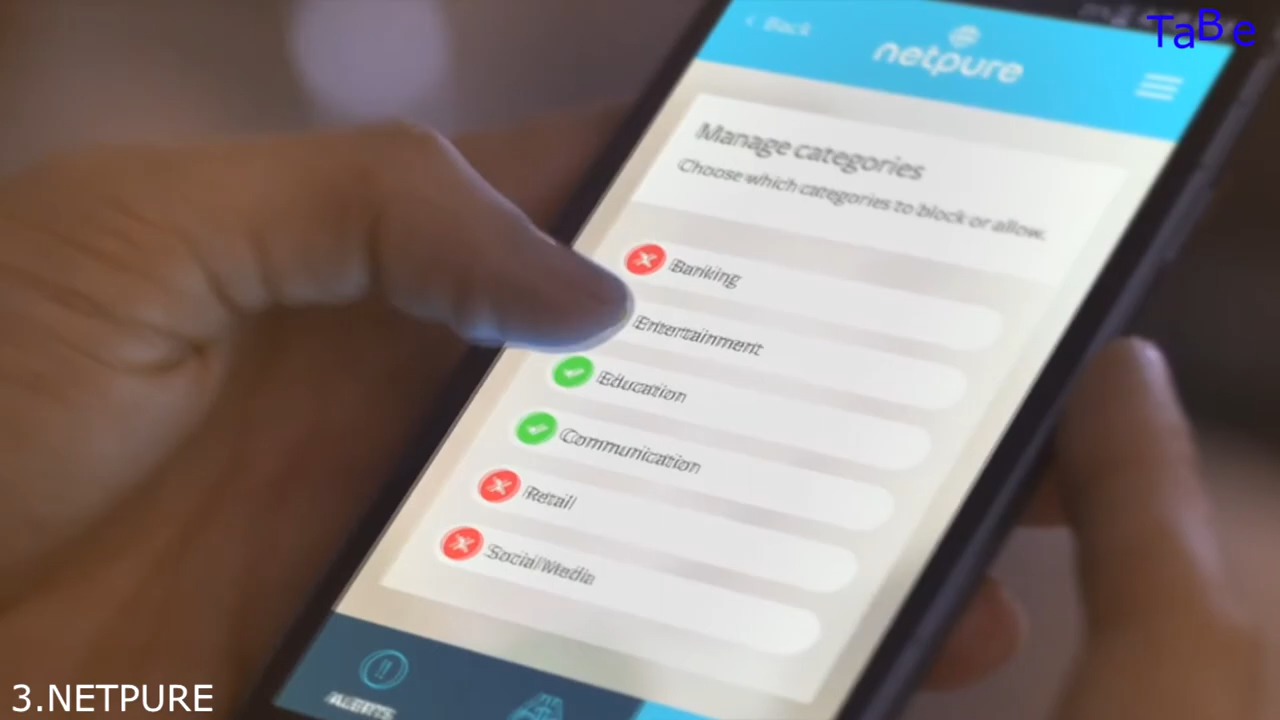 TaBe
< Back
netpure
Manage categories
Choose which categories to block or allow.
Banking
Entertainment
Education
Communication
Retail
Social Media
ALERTS
3.NETPURE